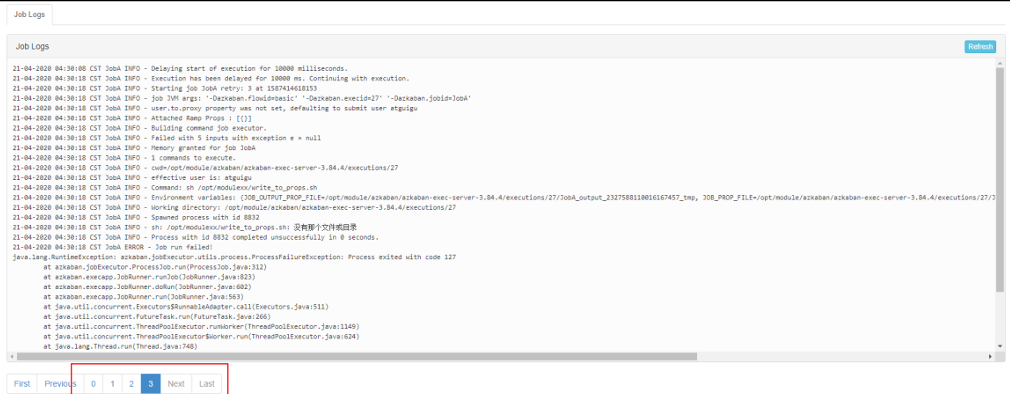 Job Logs
Job Logs
Refresh
21-04-2020 04:30:08 CST JobA INFO - Delaying start of execution for 10000 milliseconds.
21-04-2020 04:30:18 CST JobA INFO - Execution has been delayed for 10000 ms. Continuing with execution.
21-04-2020 04:30:18 CST JobA INFO - Starting job JobA retry: 3 at 1587414618153
21-04-2020 04:30:18 CST JobA INFO - job JVM args: '-Dazkaban.flowid=basic' '-Dazkaban.execid=27' '-Dazkaban.jobid=JobA'
21-04-2020 04:30:18 CST JobA INFO - user.to.proxy property was not set, defaulting to submit user atguigu
21-04-2020 04:30:18 CST JobA INFO - Attached Ramp Props : [{}]
21-04-2020 04:30:18 CST JobA INFO - Building command job executor.
21-04-2020 04:30:18 CST JobA INFO - Failed with 5 inputs with exception e = null
21-04-2020 04:30:18 CST JobA INFO - Memory granted for job JobA
21-04-2020 04:30:18 CST JobA INFO - 1 commands to execute.
21-04-2020 04:30:18 CST JobA INFO - cwd=/opt/module/azkaban/azkaban-exec-server-3.84.4/executions/27
21-04-2020 04:30:18 CST JobA INFO - effective user is: atguigu
21-04-2020 04:30:18 CST JobA INFO - Command: sh /opt/modulexx/write_to_props.sh
21-04-2020 04:30:18 CST JobA INFO - Environment variables: {JOB_OUTPUT_PROP_FILE=/opt/module/azkaban/azkaban-exec-server-3.84.4/executions/27/JobA_output_2327588110016167457_tmp, JOB_PROP_FILE=/opt/module/azkaban/azkaban-exec-server-3.84.4/executions/27/J
21-04-2020 04:30:18 CST JobA INFO - Working directory: /opt/module/azkaban/azkaban-exec-server-3.84.4/executions/27
21-04-2020 04:30:18 CST JobA INFO - Spawned process with id 8832
21-04-2020 04:30:18 CST JobA INFO - sh: /opt/modulexx/write_to_props.sh: 没有那个文件或目录
21-04-2020 04:30:18 CST JobA INFO - Process with id 8832 completed unsuccessfully in 0 seconds.
21-04-2020 04:30:18 CST JobA ERROR - Job run failed!
java.lang.RuntimeException: azkaban.jobExecutor.utils.process.ProcessFailureException: Process exited with code 127
at azkaban.jobExecutor.ProcessJob.run(ProcessJob.java:312)
at azkaban.execapp.JobRunner.runJob(JobRunner.java:823)
at azkaban.execapp.JobRunner.doRun(JobRunner.java:602)
at azkaban.execapp.JobRunner.run(JobRunner.java:563)
at java.util.concurrent.Executors$RunnableAdapter.call(Executors.java:511)
at java.util.concurrent.FutureTask.run(FutureTask.java:266)
at java.util.concurrent.ThreadPoolExecutor.runWorker(ThreadPoolExecutor.java:1149)
at java.util.concurrent.ThreadPoolExecutor$Worker.run(ThreadPoolExecutor.java:624)
at java.lang.Thread.run(Thread.java:748)
First Previous 0 1 2 3 Next Last